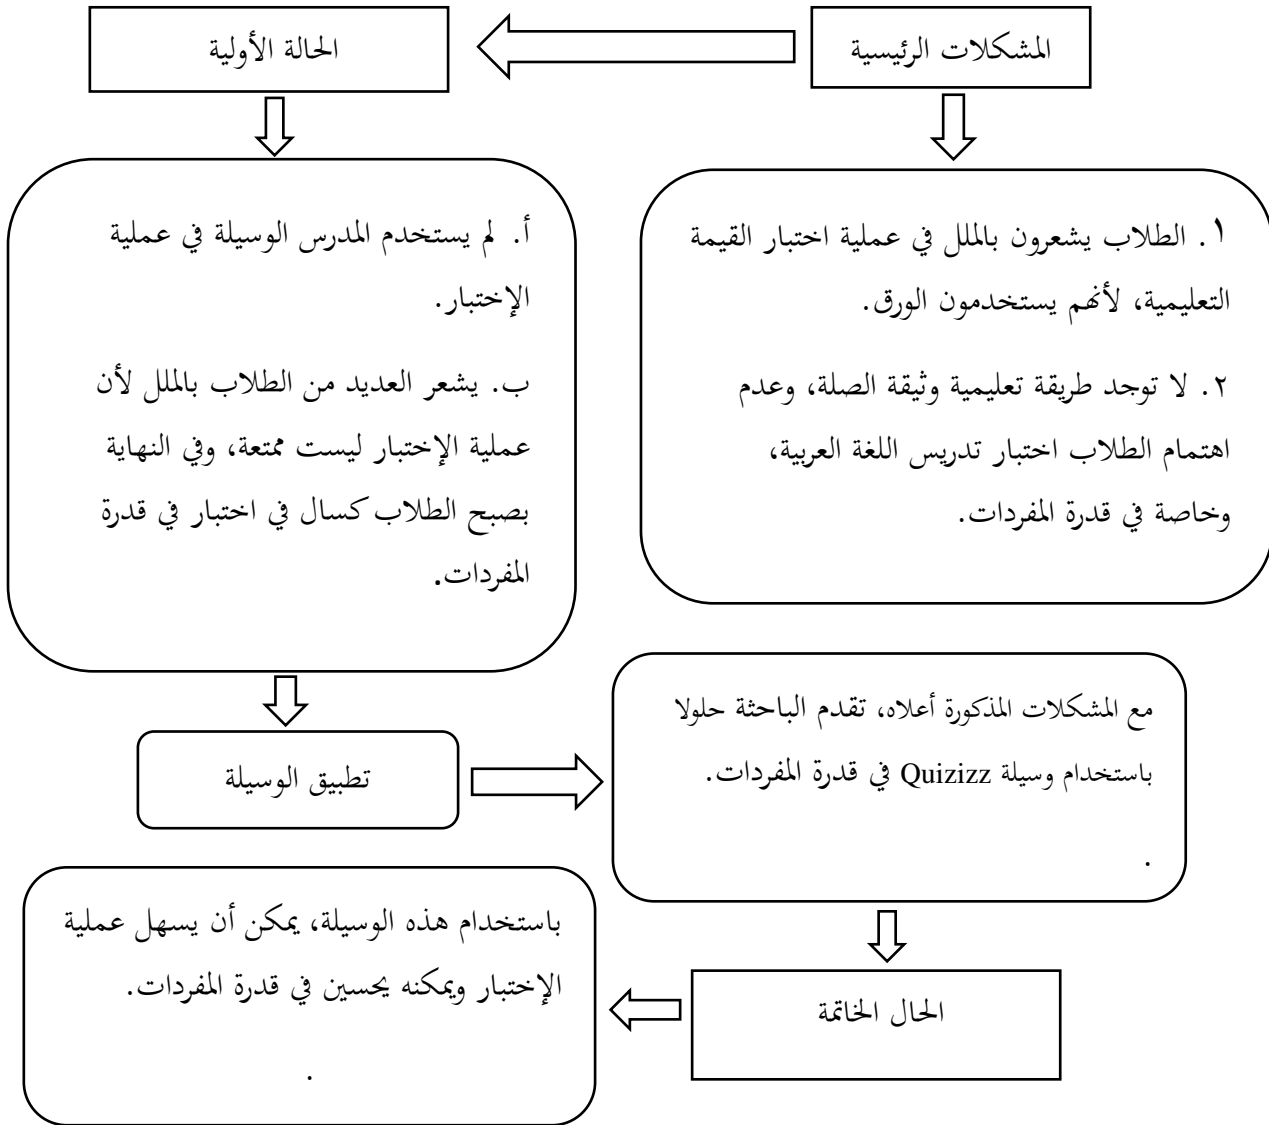 المشكلات الرئيسية
الحالة الأولية
١. الطلاب يشعرون بالملل في عملية اختبار القيمة
التعليمية، لأنهم يستخدمون الورق.
٢. لا توجد طريقة تعليمية وثيقة الصلة، وعدم
اهتمام الطلاب اختبار تدريس اللغة العربية،
وخاصة في قدرة المفردات.
أ. لم يستخدم المدرس الوسيلة في عملية
الإختبار.
ب. يشعر العديد من الطلاب بالملل لأن
عملية الإختبار ليست ممتعة، وفي النهاية
بصبح الطلاب كسال في اختبار في قدرة
المفردات.
تطبيق الوسيلة
مع المشكلات المذكورة أعلاه، تقدم الباحثة حلولا
باستخدام وسيلة Quizizz في قدرة المفردات.
.
الحال الخاتمة
باستخدام هذه الوسيلة، يمكن أن يسهل عملية
الإختبار ويمكنه يحسين في قدرة المفردات.
.